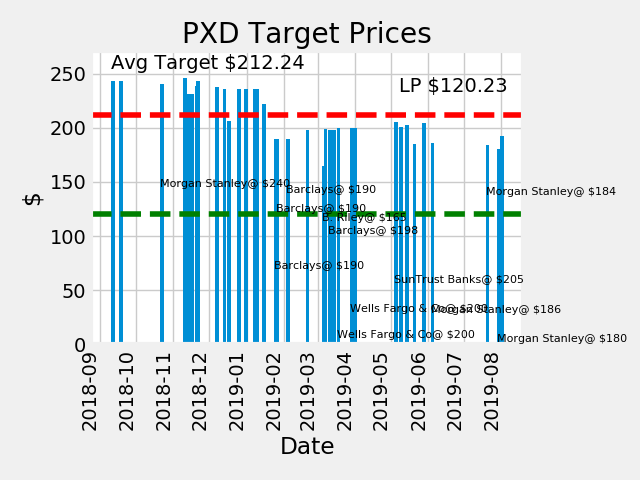 PXD Target Prices
Avg Target $212.24
LP $120.23
250
200
150
100
50
0
$
Morgan Stanley@ $240
Barclays@ $190
Barclays@ $190
B. Riley@ $165
Barclays@ $198
Barclays@ $190
Morgan Stanley@ $184
SunTrust Banks@ $205
Wells Fargo & Co@ $200
Morgan Stanley@ $186
Wells Fargo & Co@ $200
Morgan Stanley@ $180
2018-09
2018-10
2018-11
2018-12
2019-01
2019-02
2019-03
2019-04
2019-05
2019-06
2019-07
2019-08
Date